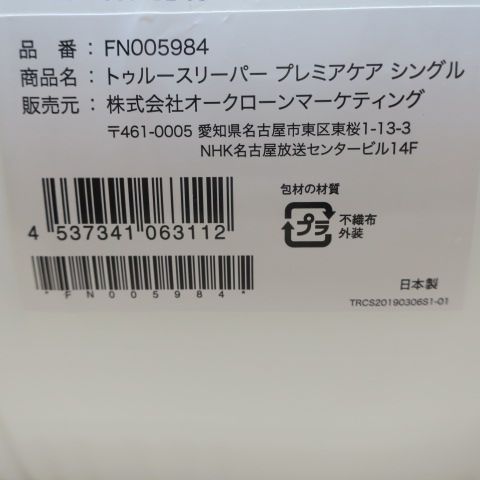 品 番：FN005984
商品名：トゥルースリーパー プレミアケア シングル
販売元：株式会社オークローンマーケティング
〒461-0005 愛知県名古屋市東区東桜1-13-3
NHK名古屋放送センタービル14F
包材の材質
プラ
不織布
外装
4 537341 063112
*FN005984*
日本製
TRCS20190306S1-01